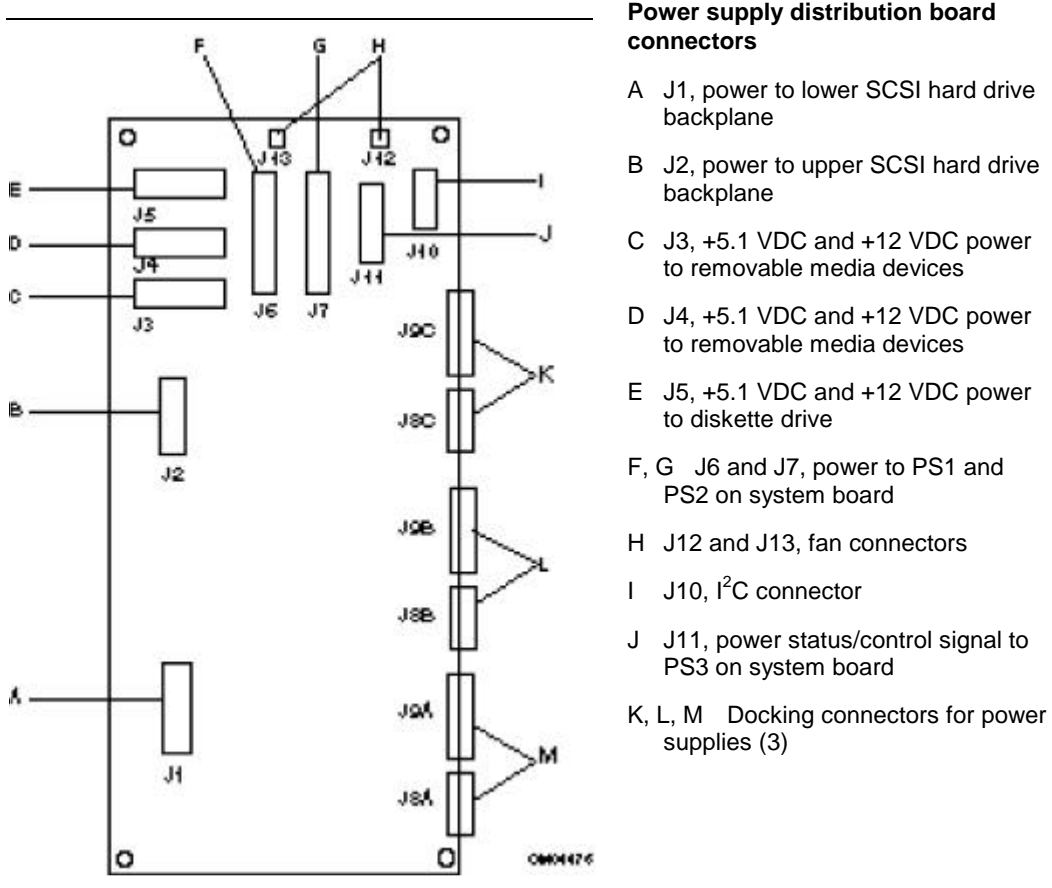 F G H
J13 J12
E
J5
I
D
J4
J10
J
J11
C
J3
J6 J7
J9C
K
B
J8C
J2
J9B
L
J8B
A
J9A
J1
M
J8A
OM04476
Power supply distribution board
connectors
A J1, power to lower SCSI hard drive
backplane
B J2, power to upper SCSI hard drive
backplane
C J3, +5.1 VDC and +12 VDC power
to removable media devices
D J4, +5.1 VDC and +12 VDC power
to removable media devices
E J5, +5.1 VDC and +12 VDC power
to diskette drive
F, G J6 and J7, power to PS1 and
PS2 on system board
H J12 and J13, fan connectors
I J10, I²C connector
J J11, power status/control signal to
PS3 on system board
K, L, M Docking connectors for power
supplies (3)